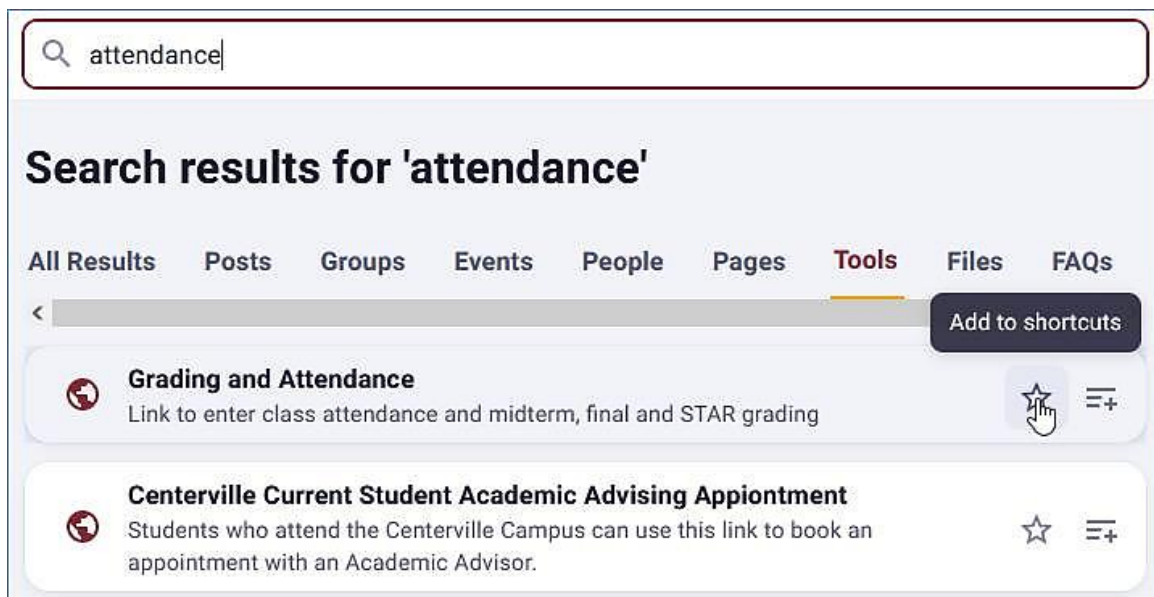 attendance
Search results for 'attendance'
All Results Posts Groups Events People Pages Tools Files FAQs
Add to shortcuts
Grading and Attendance
Link to enter class attendance and midterm, final and STAR grading
Centerville Current Student Academic Advising Appiontment
Students who attend the Centerville Campus can use this link to book an
appointment with an Academic Advisor.